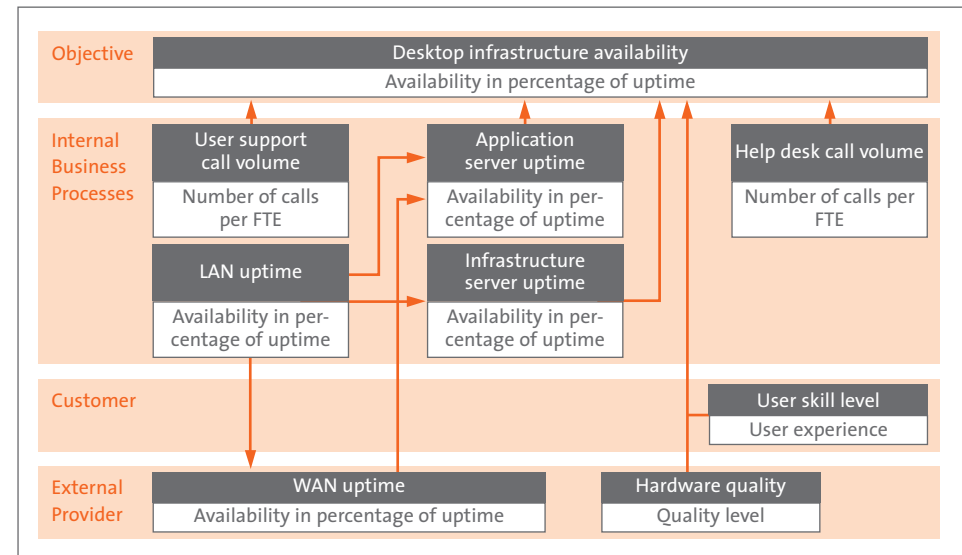 Objective
Desktop infrastructure availability
Availability in percentage of uptime
Internal
Business
Processes
User support
call volume
Number of calls
per FTE
Application
server uptime
Availability in per-
centage of uptime
Help desk call volume
Number of calls per
FTE
LAN uptime
Availability in per-
centage of uptime
Infrastructure
server uptime
Availability in per-
centage of uptime
Customer
User skill level
User experience
External
Provider
WAN uptime
Availability in percentage of uptime
Hardware quality
Quality level